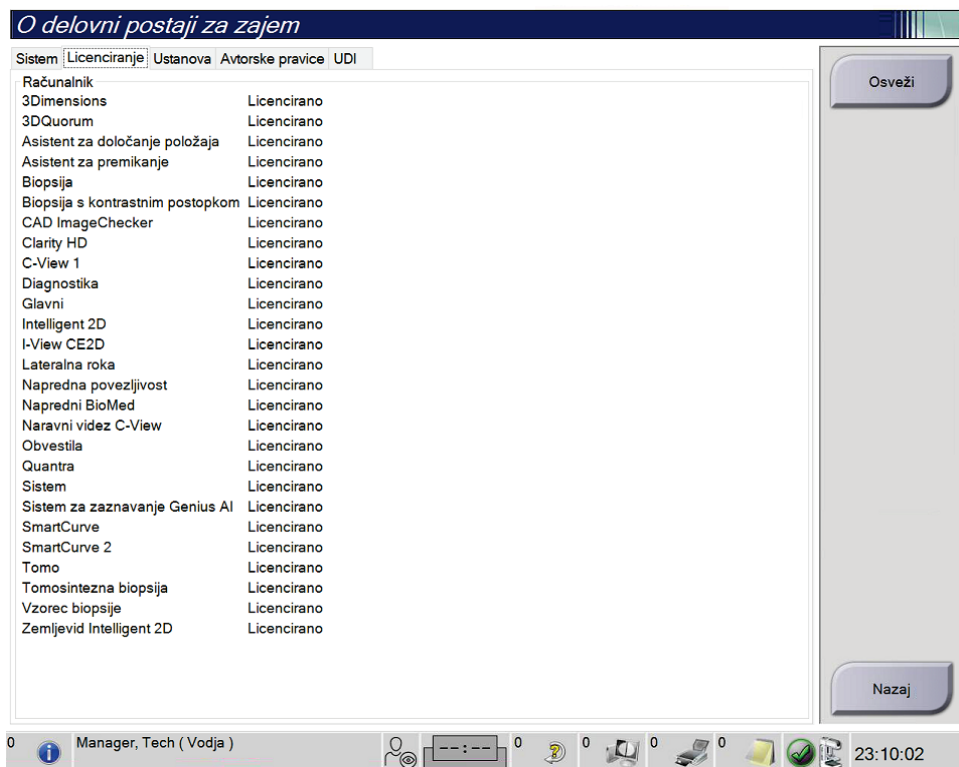 O delovni postaji za zajem
Sistem Licenciranje Ustanova Avtorske pravice UDI
Osveži
Računalnik
3Dimensions Licencirano
3DQuorum Licencirano
Asistent za določanje položaja Licencirano
Asistent za premikanje Licencirano
Biopsija Licencirano
Biopsija s kontrastnim postopkom Licencirano
CAD ImageChecker Licencirano
Clarity HD Licencirano
C-View 1 Licencirano
Diagnostika Licencirano
Glavni Licencirano
Intelligent 2D Licencirano
I-View CE2D Licencirano
Lateralna roka Licencirano
Napredna povezljivost Licencirano
Napredni BioMed Licencirano
Naravni videz C-View Licencirano
Obvestila Licencirano
Quantra Licencirano
Sistem Licencirano
Sistem za zaznavanje Genius AI Licencirano
SmartCurve Licencirano
SmartCurve 2 Licencirano
Tomo Licencirano
Tomosintezna biopsija Licencirano
Vzorec biopsije Licencirano
Zemljevid Intelligent 2D Licencirano
Nazaj
0 Manager, Tech ( Vodja ) --:-- 0 0 0 0 23:10:02